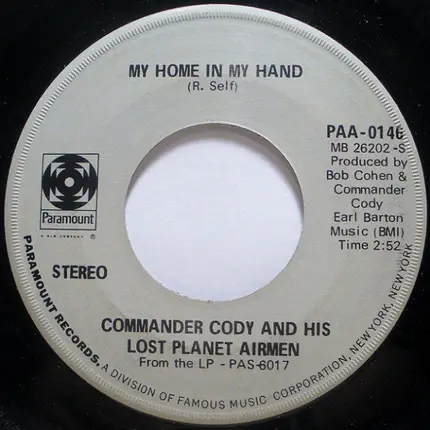 MY HOME IN MY HAND
(R. Self)
PAA-0146
MB 26202-S
Produced by
Bob Cohen &
Commander
Cody
Earl Barton
Music (BMI)
Time 2:52
Paramount
A G+W COMPANY ®
STEREO
COMMANDER CODY AND HIS
LOST PLANET AIRMEN
From the LP - PAS-6017
PARAMOUNT RECORDS, A DIVISION OF FAMOUS MUSIC CORPORATION, NEW YORK, NEW YORK